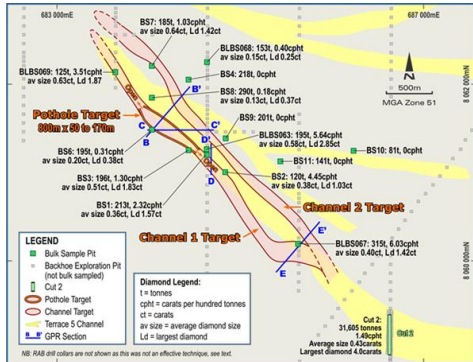 683 000mE
687 000mE
BS7: 185t, 1.03cpht
av size 0.64ct, Ld 1.42ct
BLBS068: 153t, 0.40cpht
av size 0.15ct, Ld 0.25ct
BLBS069: 125t, 3.51cpht
av size 0.63ct, Ld 1.87
BS4: 218t, 0cpht
BS8: 290t, 0.18cpht
av size 0.13ct, Ld 0.37ct
N
500m
MGA Zone 51
8 062 000mN
Pothole Target
800m x 50 to 170m
B'
BS9: 201t, 0cpht
C
C'
B
D'
BLBS063: 195t, 5.64cpht
av size 0.58ct, Ld 2.85ct
BS6: 195t, 0.31cpht
av size 0.20ct, Ld 0.38ct
BS10: 81t, 0cpht
BS11: 141t, 0cpht
BS3: 196t, 1.30cpht
av size 0.51ct, Ld 1.83ct
BS2: 120t, 4.45cpht
av size 0.38ct, Ld 1.03ct
D
BS1: 213t, 2.32cpht
av size 0.36ct, Ld 1.57ct
Channel 2 Target
Channel 1 Target
E'
BLBS067: 315t, 6.03cpht
av size 0.40ct, Ld 1.42ct
E
8 060 000mN
LEGEND
Bulk Sample Pit
Backhoe Exploration Pit
(not bulk sampled)
Cut 2
Pothole Target
Channel Target
Terrace 5 Channel
B B' GPR Section
Diamond Legend:
t = tonnes
cpht = carats per hundred tonnes
ct = carats
av size = average diamond size
Ld = largest diamond
Cut 2:
31,605 tonnes
1.49cpht
Average size 0.43carats
Largest diamond 4.0carats
Cut 2
NB: RAB drill collars are not shown as this was not an effective technique, see text.